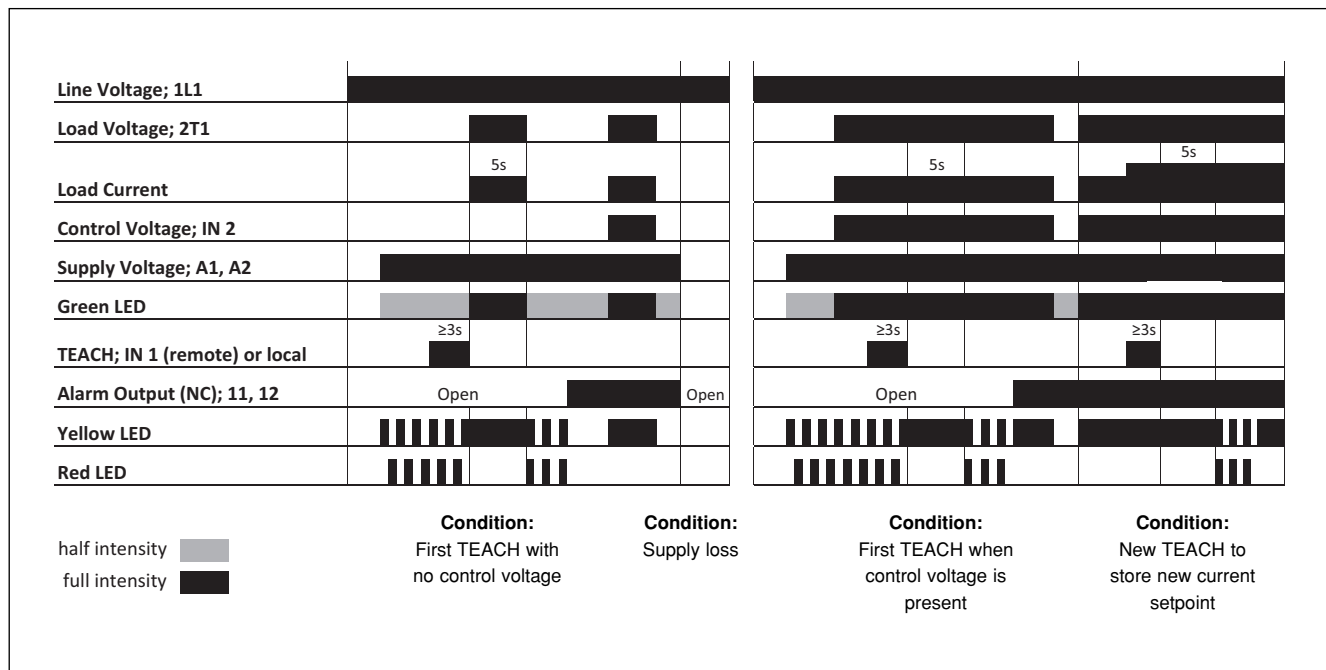 Line Voltage; 1L1
Load Voltage; 2T1
5s 5s 5s
Load Current
Control Voltage; IN 2
Supply Voltage; A1, A2
Green LED
≥3s ≥3s ≥3s
TEACH; IN 1 (remote) or local
Alarm Output (NC); 11, 12 Open Open Open
Yellow LED
Red LED
half intensity
full intensity
Condition:
First TEACH with
no control voltage
Condition:
Supply loss
Condition:
First TEACH when
control voltage is
present
Condition:
New TEACH to
store new current
setpoint